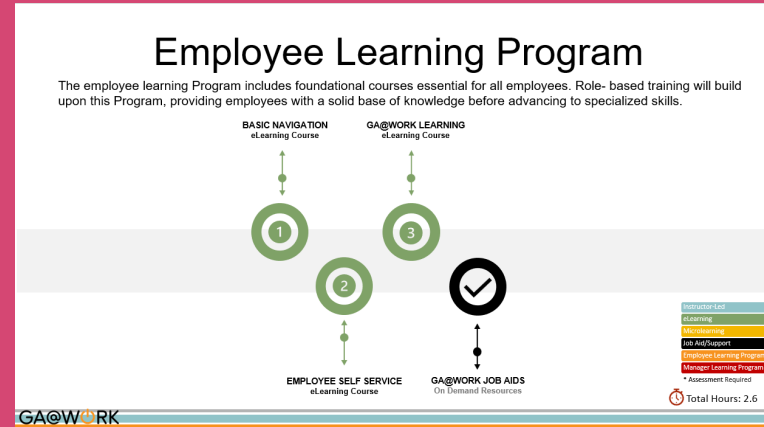 Employee Learning Program
The employee learning Program includes foundational courses essential for all employees. Role- based training will build
upon this Program, providing employees with a solid base of knowledge before advancing to specialized skills.
BASIC NAVIGATION
eLearning Course
GA@WORK LEARNING
eLearning Course
1
3
2
EMPLOYEE SELF SERVICE
eLearning Course
GA@WORK JOB AIDS
On Demand Resources
Instructor-Led
eLearning
Microlearning
Job Aid/Support
Employee Learning Program
Manager Learning Program
* Assessment Required
Total Hours: 2.6
GA@WORK